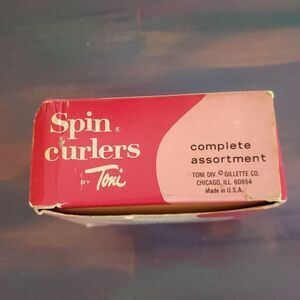 Spin®
curlers
BY Toni
complete
assortment
TONI DIV. © GILLETTE CO.
CHICAGO, ILL. 60654
Made in U.S.A.